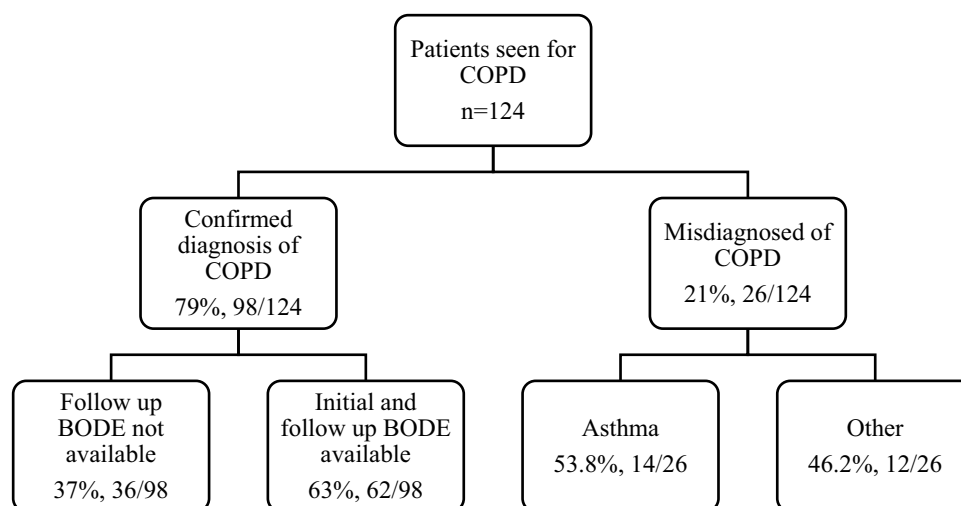 Patients seen for
COPD
n=124
Confirmed
diagnosis of
COPD
79%, 98/124
Misdiagnosed of
COPD
21%, 26/124
Follow up
BODE not
available
37%, 36/98
Initial and
follow up BODE
available
63%, 62/98
Asthma
53.8%, 14/26
Other
46.2%, 12/26